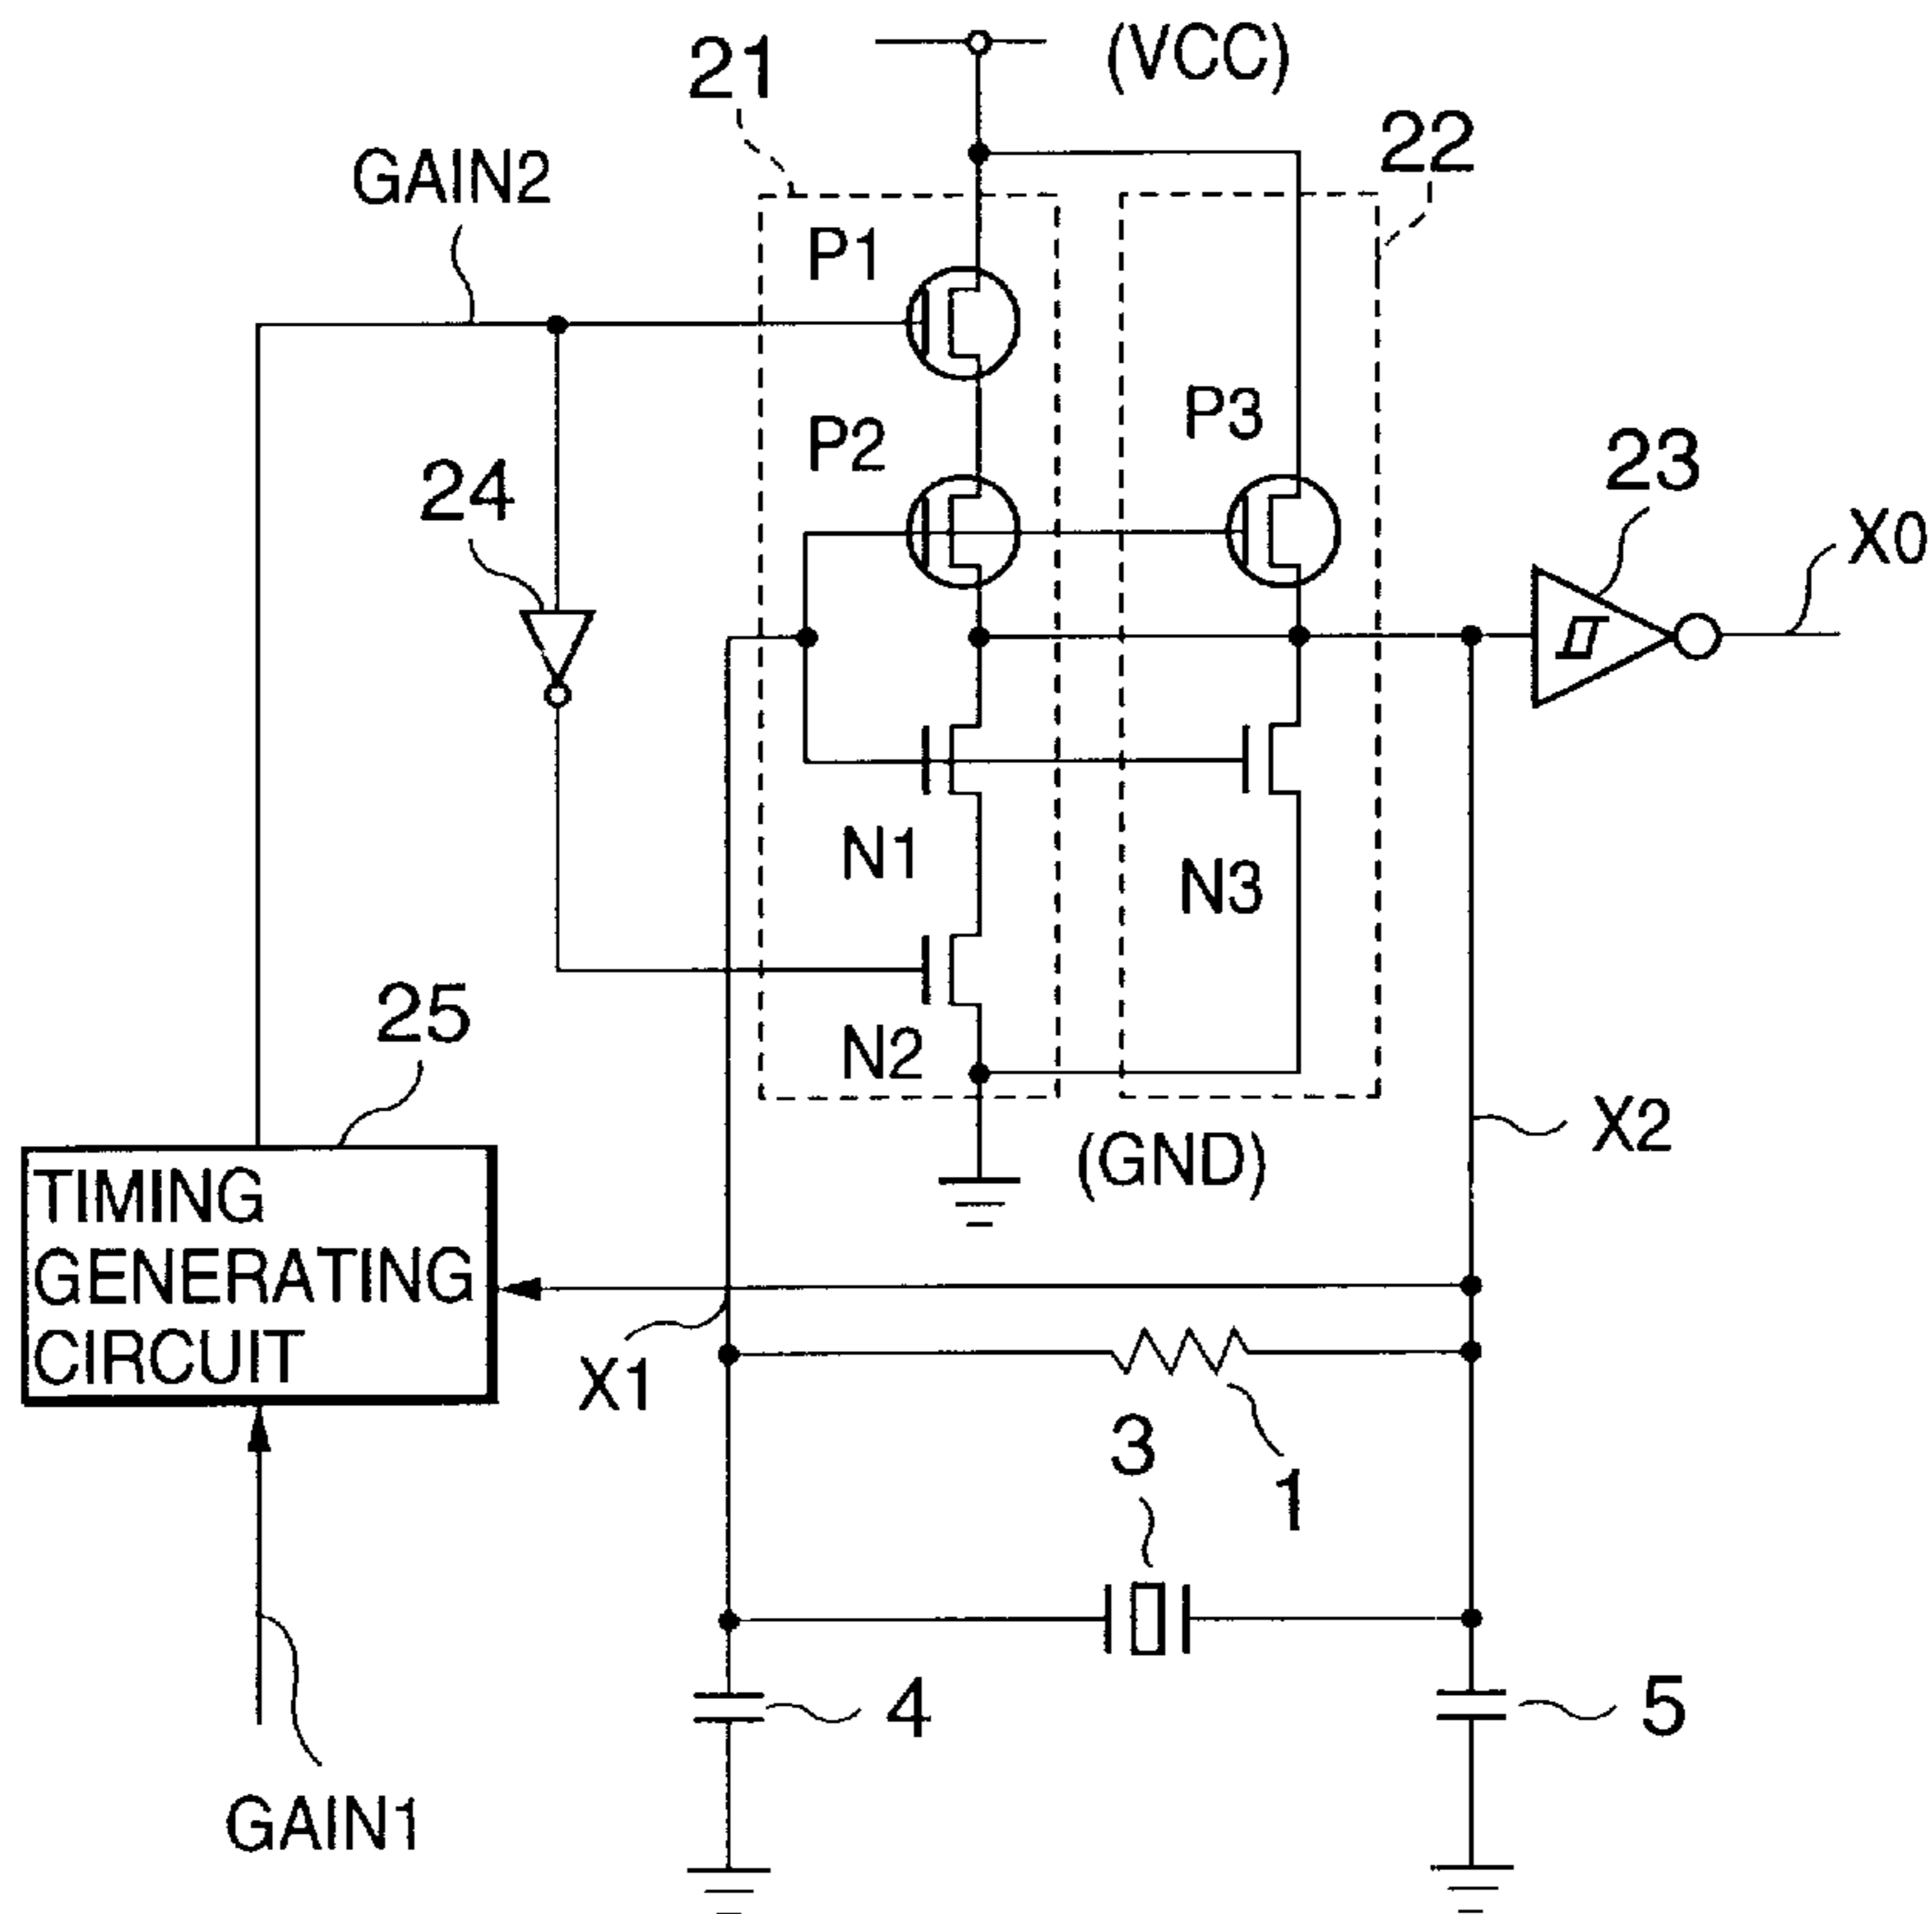 (VCC)
21
22
GAIN2
P1
P3
P2
23
24
X0
N1
N3
25
N2
X2
(GND)
TIMING
GENERATING
CIRCUIT
X1
3
1
4
5
GAIN1